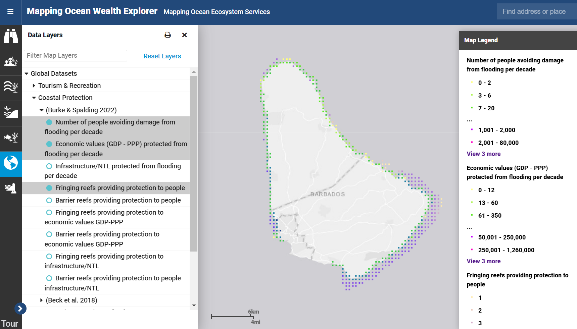 Mapping Ocean Wealth Explorer Mapping Ocean Ecosystem Services
Find address or place
Data Layers
Filter Map Layers
Reset Layers
Global Datasets
Tourism & Recreation
Coastal Protection
(Burke & Spalding 2022)
Number of people avoiding damage from
flooding per decade
Economic values (GDP - PPP) protected from
flooding per decade
Infrastructure/NTL protected from flooding
per decade
Fringing reefs providing protection to people
Barrier reefs providing protection to people
Fringing reefs providing protection to
economic values GDP-PPP
Barrier reefs providing protection to
economic values GDP-PPP
Fringing reefs providing protection to
infrastructure/NTL
Barrier reefs providing protection to people
infrastructure/NTL
(Beck et al. 2018)
Tour
BARBADOS
6km
4mi
Map Legend
Number of people avoiding damage
from flooding per decade
0 - 2
3 - 6
7 - 20
...
1,001 - 2,000
2,001 - 80,000
View 3 more
Economic values (GDP - PPP)
protected from flooding per decade
0 - 12
13 - 60
61 - 350
...
50,001 - 250,000
250,001 - 1,260,000
View 3 more
Fringing reefs providing protection to
people
1
2
3